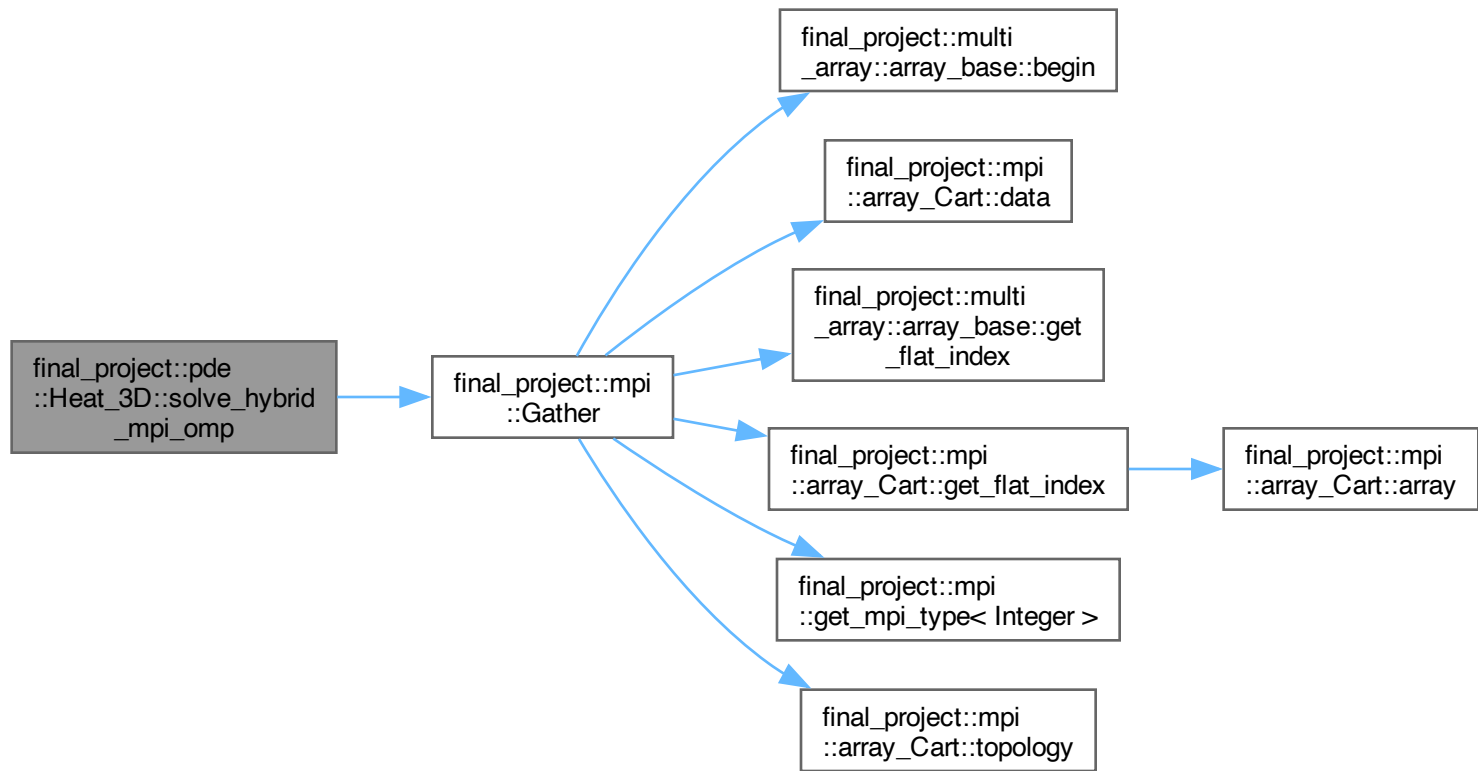 final_project::multi
_array::array_base::begin
final_project::mpi
::array_Cart::data
final_project::multi
_array::array_base::get
_flat_index
final_project::pde
::Heat_3D::solve_hybrid
_mpi_omp
final_project::mpi
::Gather
final_project::mpi
::array_Cart::get_flat_index
final_project::mpi
::array_Cart::array
final_project::mpi
::get_mpi_type< Integer >
final_project::mpi
::array_Cart::topology